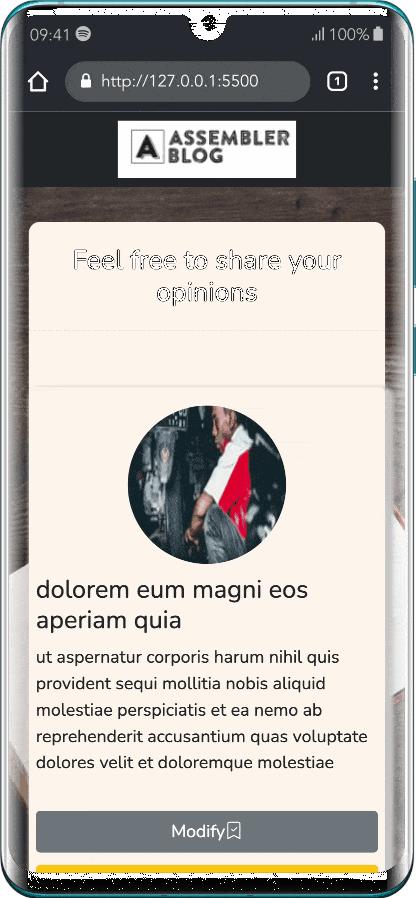 09:41
100%
http://127.0.0.1:5500
1
A ASSEMBLER
BLOG
Feel free to share your
opinions
dolorem eum magni eos
aperiam quia
ut aspernatur corporis harum nihil quis
provident sequi mollitia nobis aliquid
molestiae perspiciatis et ea nemo ab
reprehenderit accusantium quas voluptate
dolores velit et doloremque molestiae
Modify